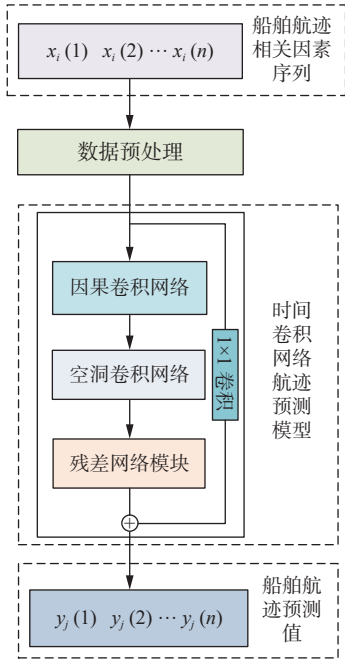 船舶航迹
相关因素
序列
x_i(1) x_i(2)⋯x_i(n)
数据预处理
因果卷积网络
空洞卷积网络
残差网络模块
1×1 卷积
时间
卷积
网络
航迹
预测
模型
船舶航
迹预测
值
y_j(1) y_j(2)⋯y_j(n)